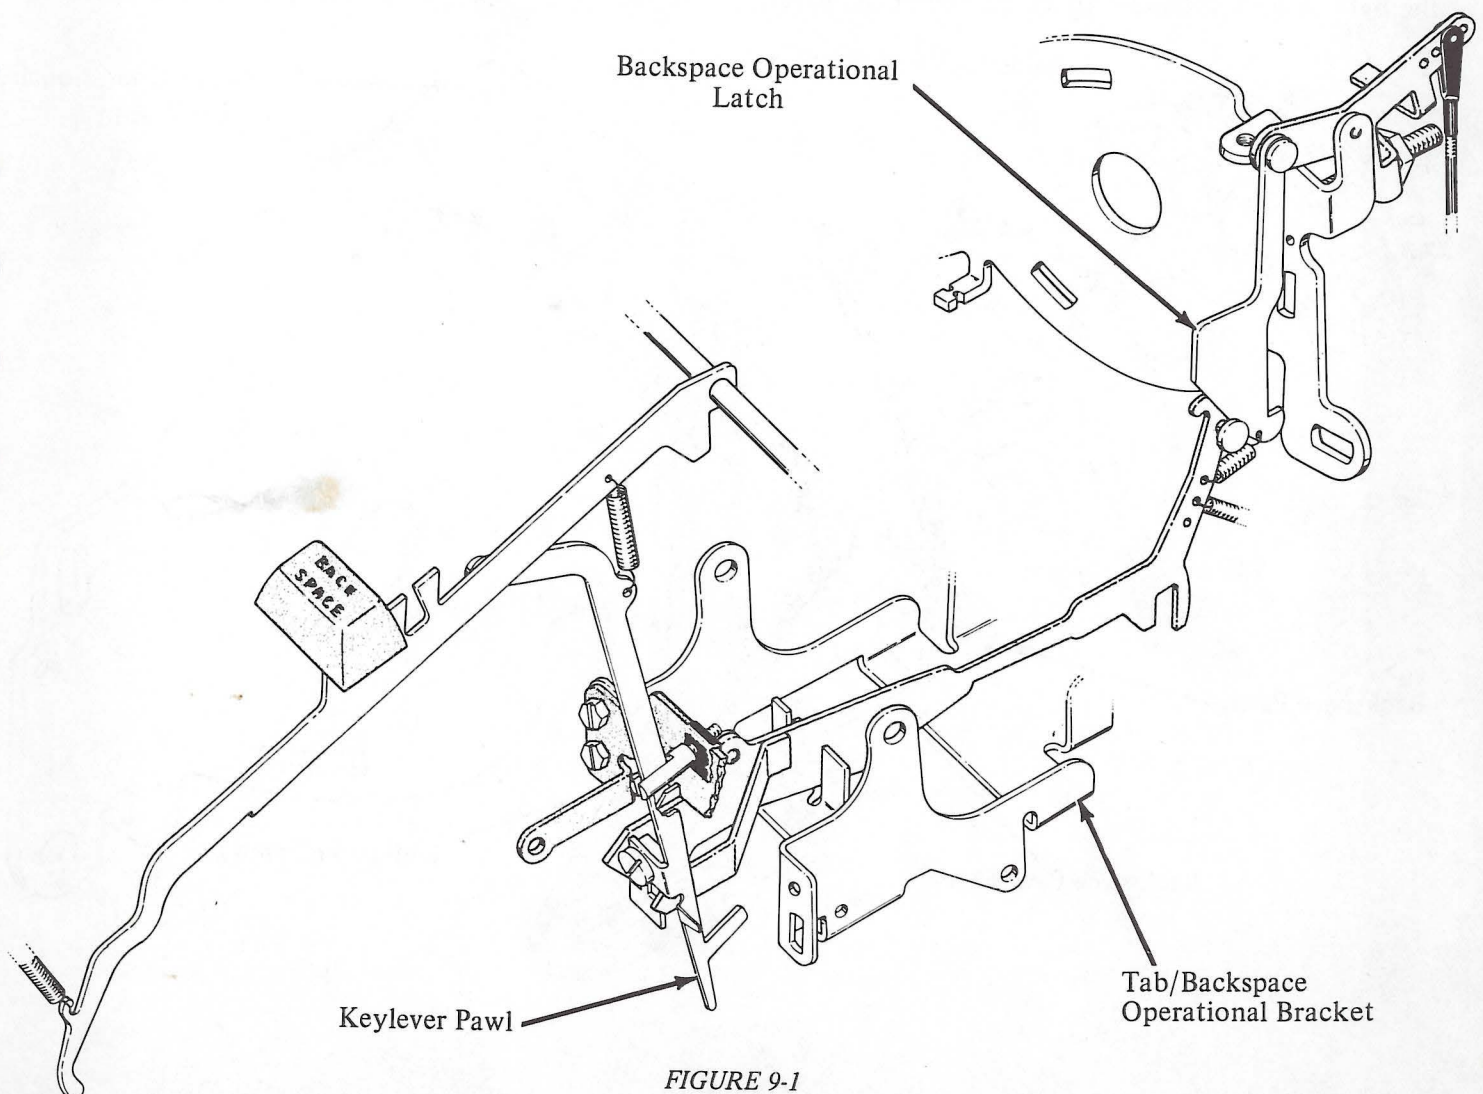 Backspace Operational
Latch
BACK
SPACE
Keylever Pawl
Tab/Backspace
Operational Bracket
FIGURE 9-1